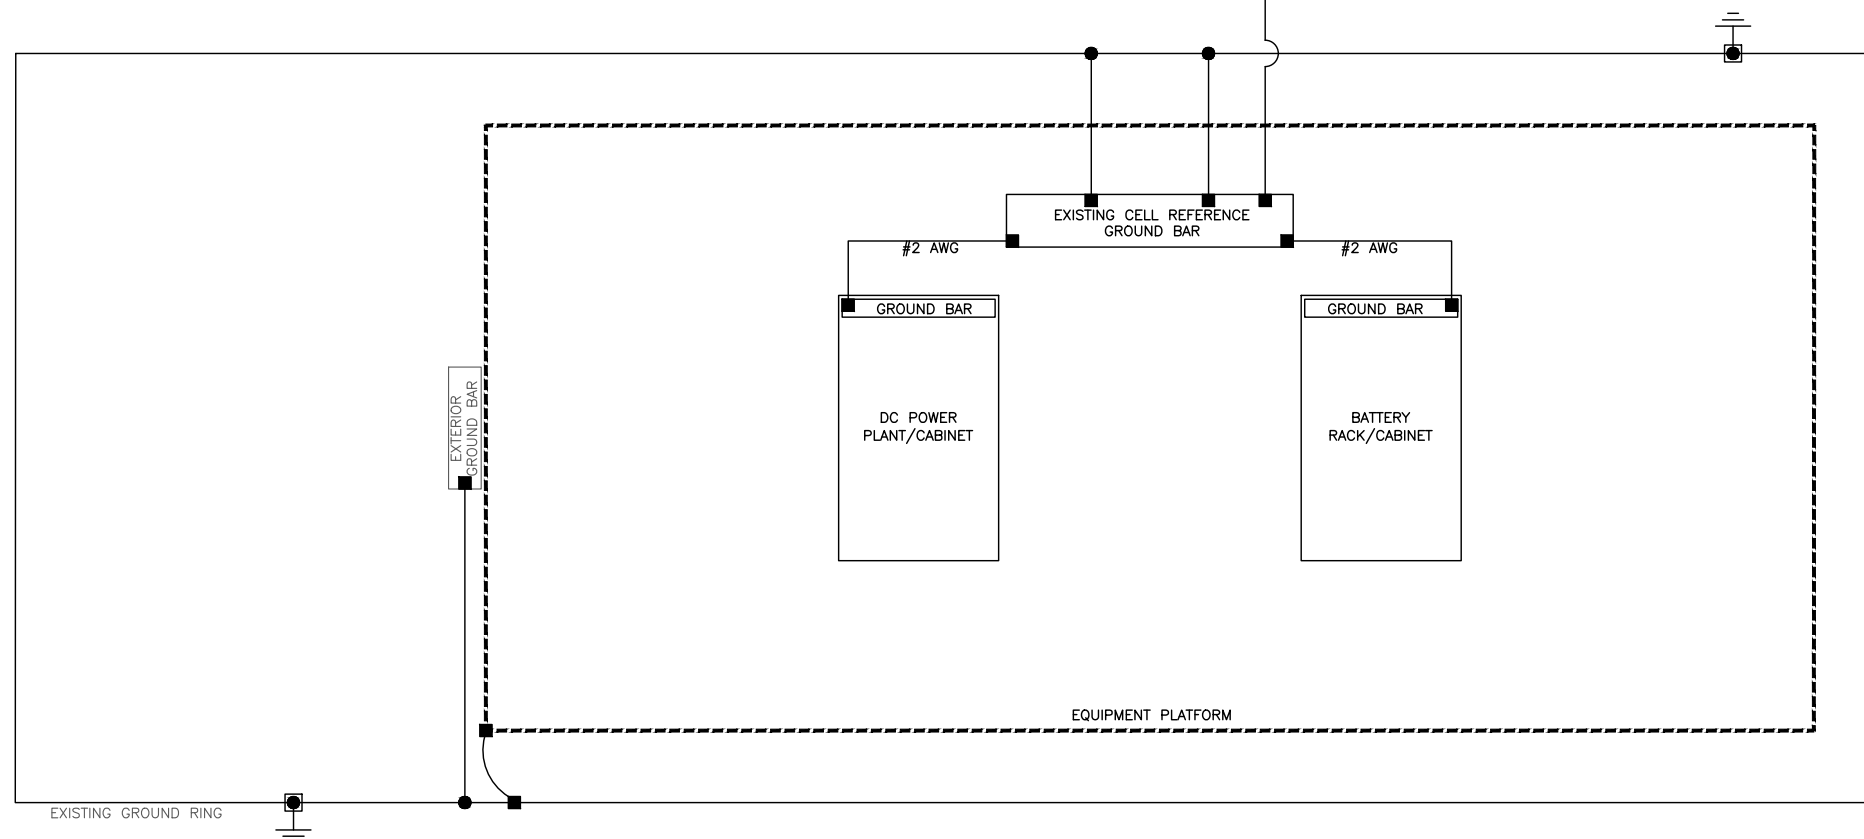 EXISTING CELL REFERENCE
GROUND BAR
#2 AWG
#2 AWG
GROUND BAR
GROUND BAR
EXTERIOR
GROUND BAR
DC POWER
PLANT/CABINET
BATTERY
RACK/CABINET
EQUIPMENT PLATFORM
EXISTING GROUND RING